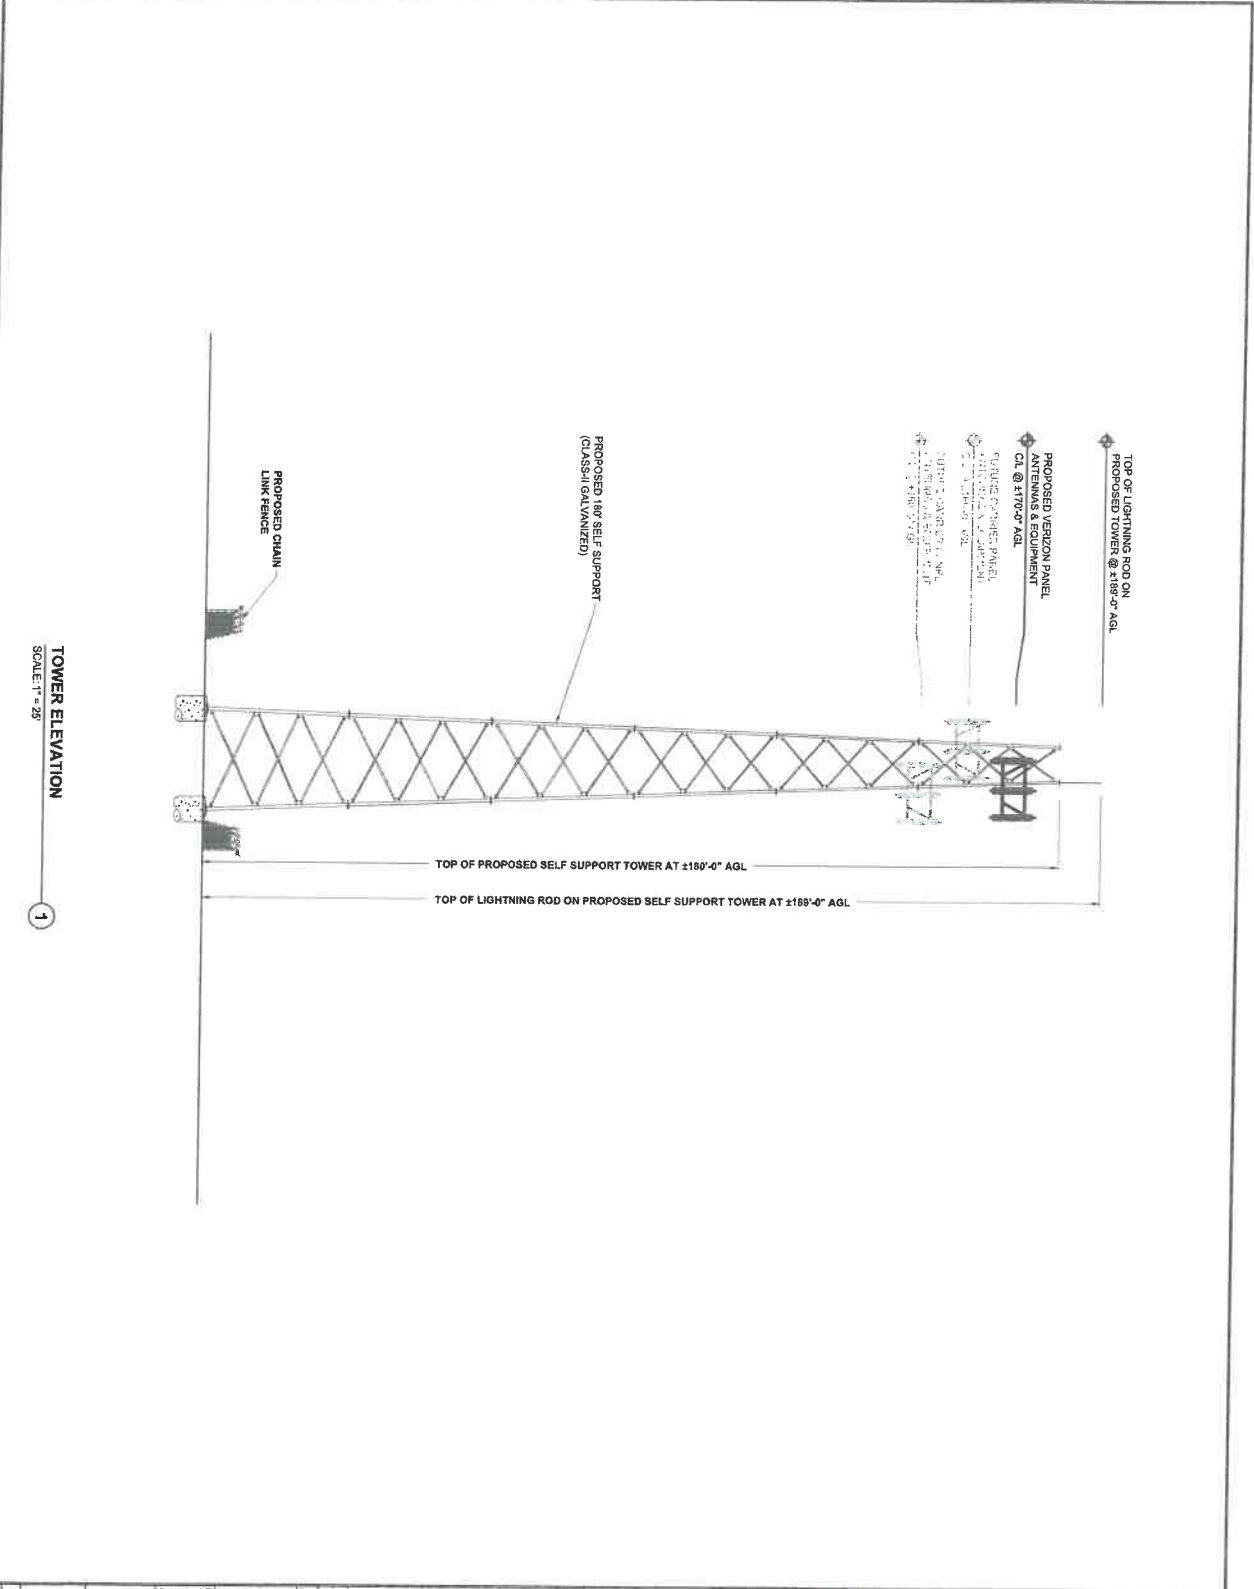 TOP OF LIGHTNING ROD ON
PROPOSED TOWER @ ±189'-0" AGL
PROPOSED VERIZON PANEL
ANTENNAS & EQUIPMENT
C/L @ ±170'-0" AGL
FUTURE CARRIER PANEL
PROPOSED 180' SELF SUPPORT
(CLASS-II GALVANIZED)
PROPOSED CHAIN
LINK FENCE
TOP OF PROPOSED SELF SUPPORT TOWER AT ±180'-0" AGL
TOP OF LIGHTNING ROD ON PROPOSED SELF SUPPORT TOWER AT ±189'-0" AGL
TOWER ELEVATION
SCALE: 1" = 25'
1